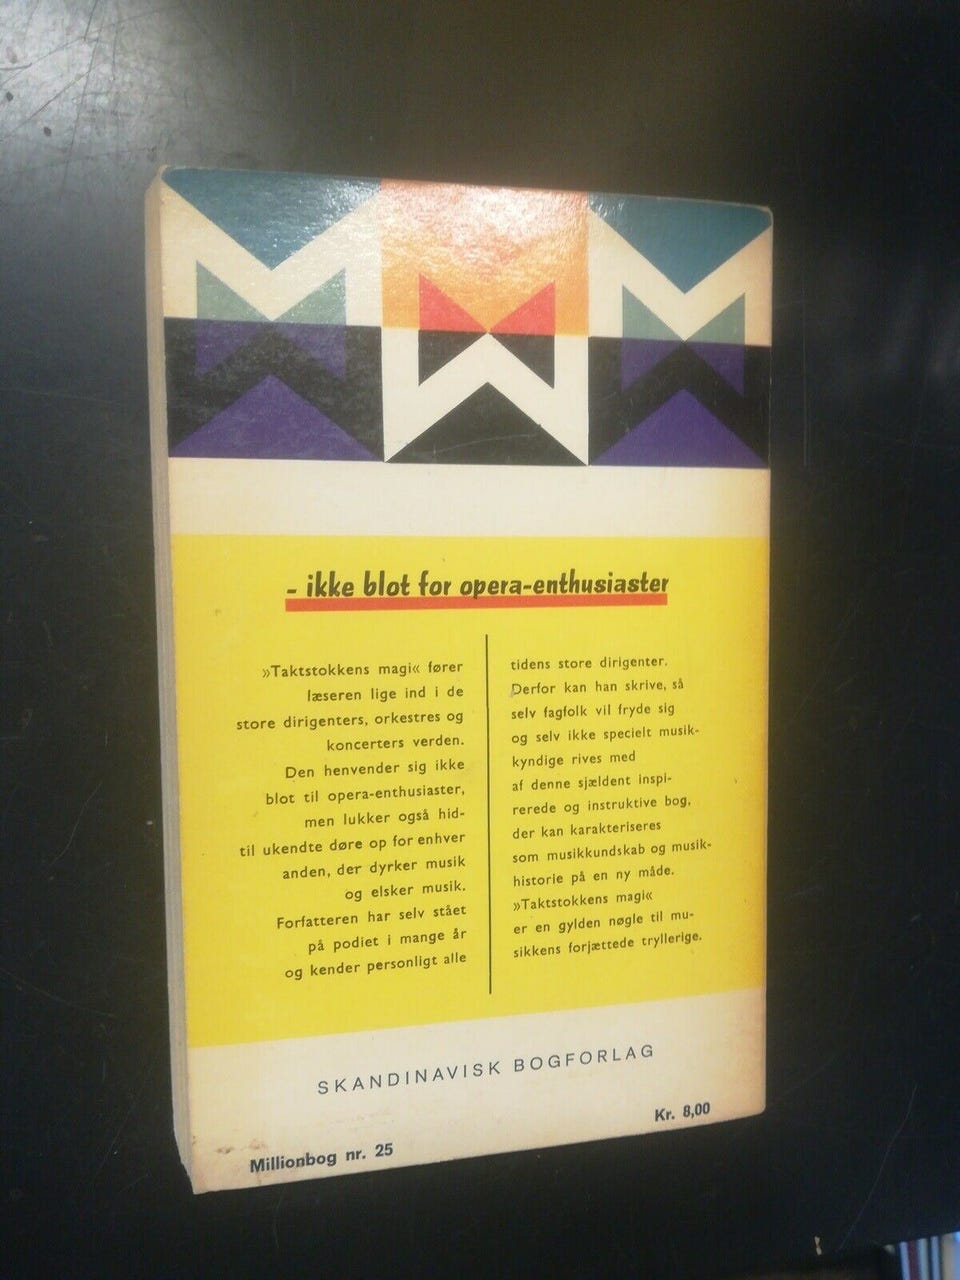 - ikke blot for opera-enthusiaster
»Taktstokkens magi« fører
læseren lige ind i de
store dirigenters, orkestres og
koncerters verden.
Den henvender sig ikke
blot til opera-enthusiaster,
men lukker også hid-
til ukendte døre op for enhver
anden, der dyrker musik
og elsker musik.
Forfatteren har selv stået
på podiet i mange år
og kender personligt alle
tidens store dirigenter.
Derfor kan han skrive, så
selv fagfolk vil fryde sig
og selv ikke specielt musik-
kyndige rives med
af denne sjældent inspi-
rerede og instruktive bog,
der kan karakteriseres
som musikkundskab og musik-
historie på en ny måde.
»Taktstokkens magi«
er en gylden nøgle til mu-
sikkens forjættede tryllerige.
SKANDINAVISK BOGFORLAG
Kr. 8,00
Millionbog nr. 25